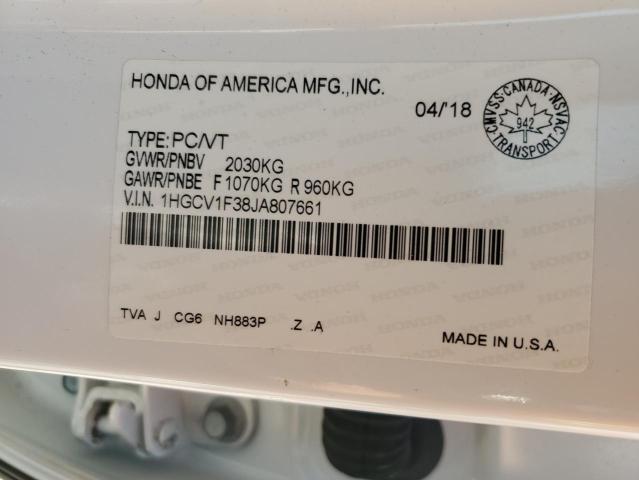 HONDA OF AMERICA MFG.,INC.
04/'18
CMVSS·CANADA·NSVAC
942
TRANSPORT
TYPE:PC/VT
GVWR/PNBV 2030KG
GAWR/PNBE F 1070KG R 960KG
V.I.N. 1HGCV1F38JA807661
TVA J CG6 NH883P .Z .A
MADE IN U.S.A.